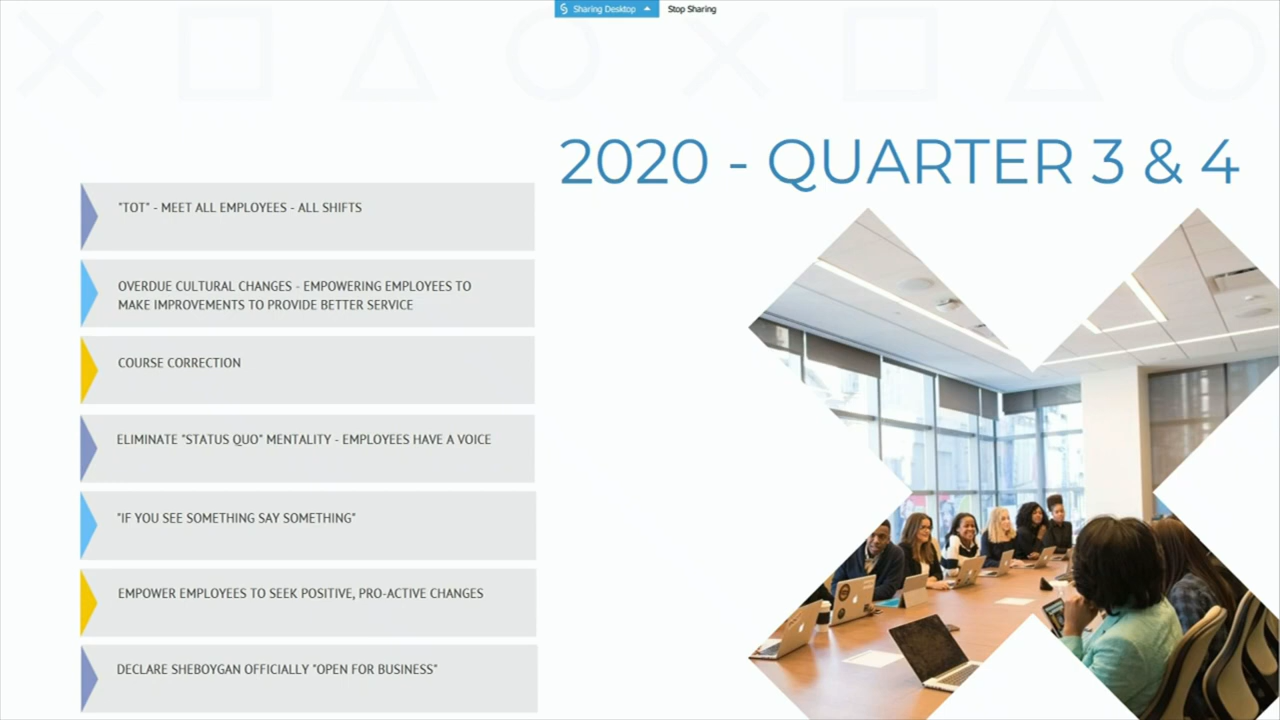 Sharing Desktop
Stop Sharing
2020 - QUARTER 3 & 4
"TOT" - MEET ALL EMPLOYEES - ALL SHIFTS
OVERDUE CULTURAL CHANGES - EMPOWERING EMPLOYEES TO
MAKE IMPROVEMENTS TO PROVIDE BETTER SERVICE
COURSE CORRECTION
ELIMINATE "STATUS QUO" MENTALITY - EMPLOYEES HAVE A VOICE
"IF YOU SEE SOMETHING SAY SOMETHING"
EMPOWER EMPLOYEES TO SEEK POSITIVE, PRO-ACTIVE CHANGES
DECLARE SHEBOYGAN OFFICIALLY "OPEN FOR BUSINESS"